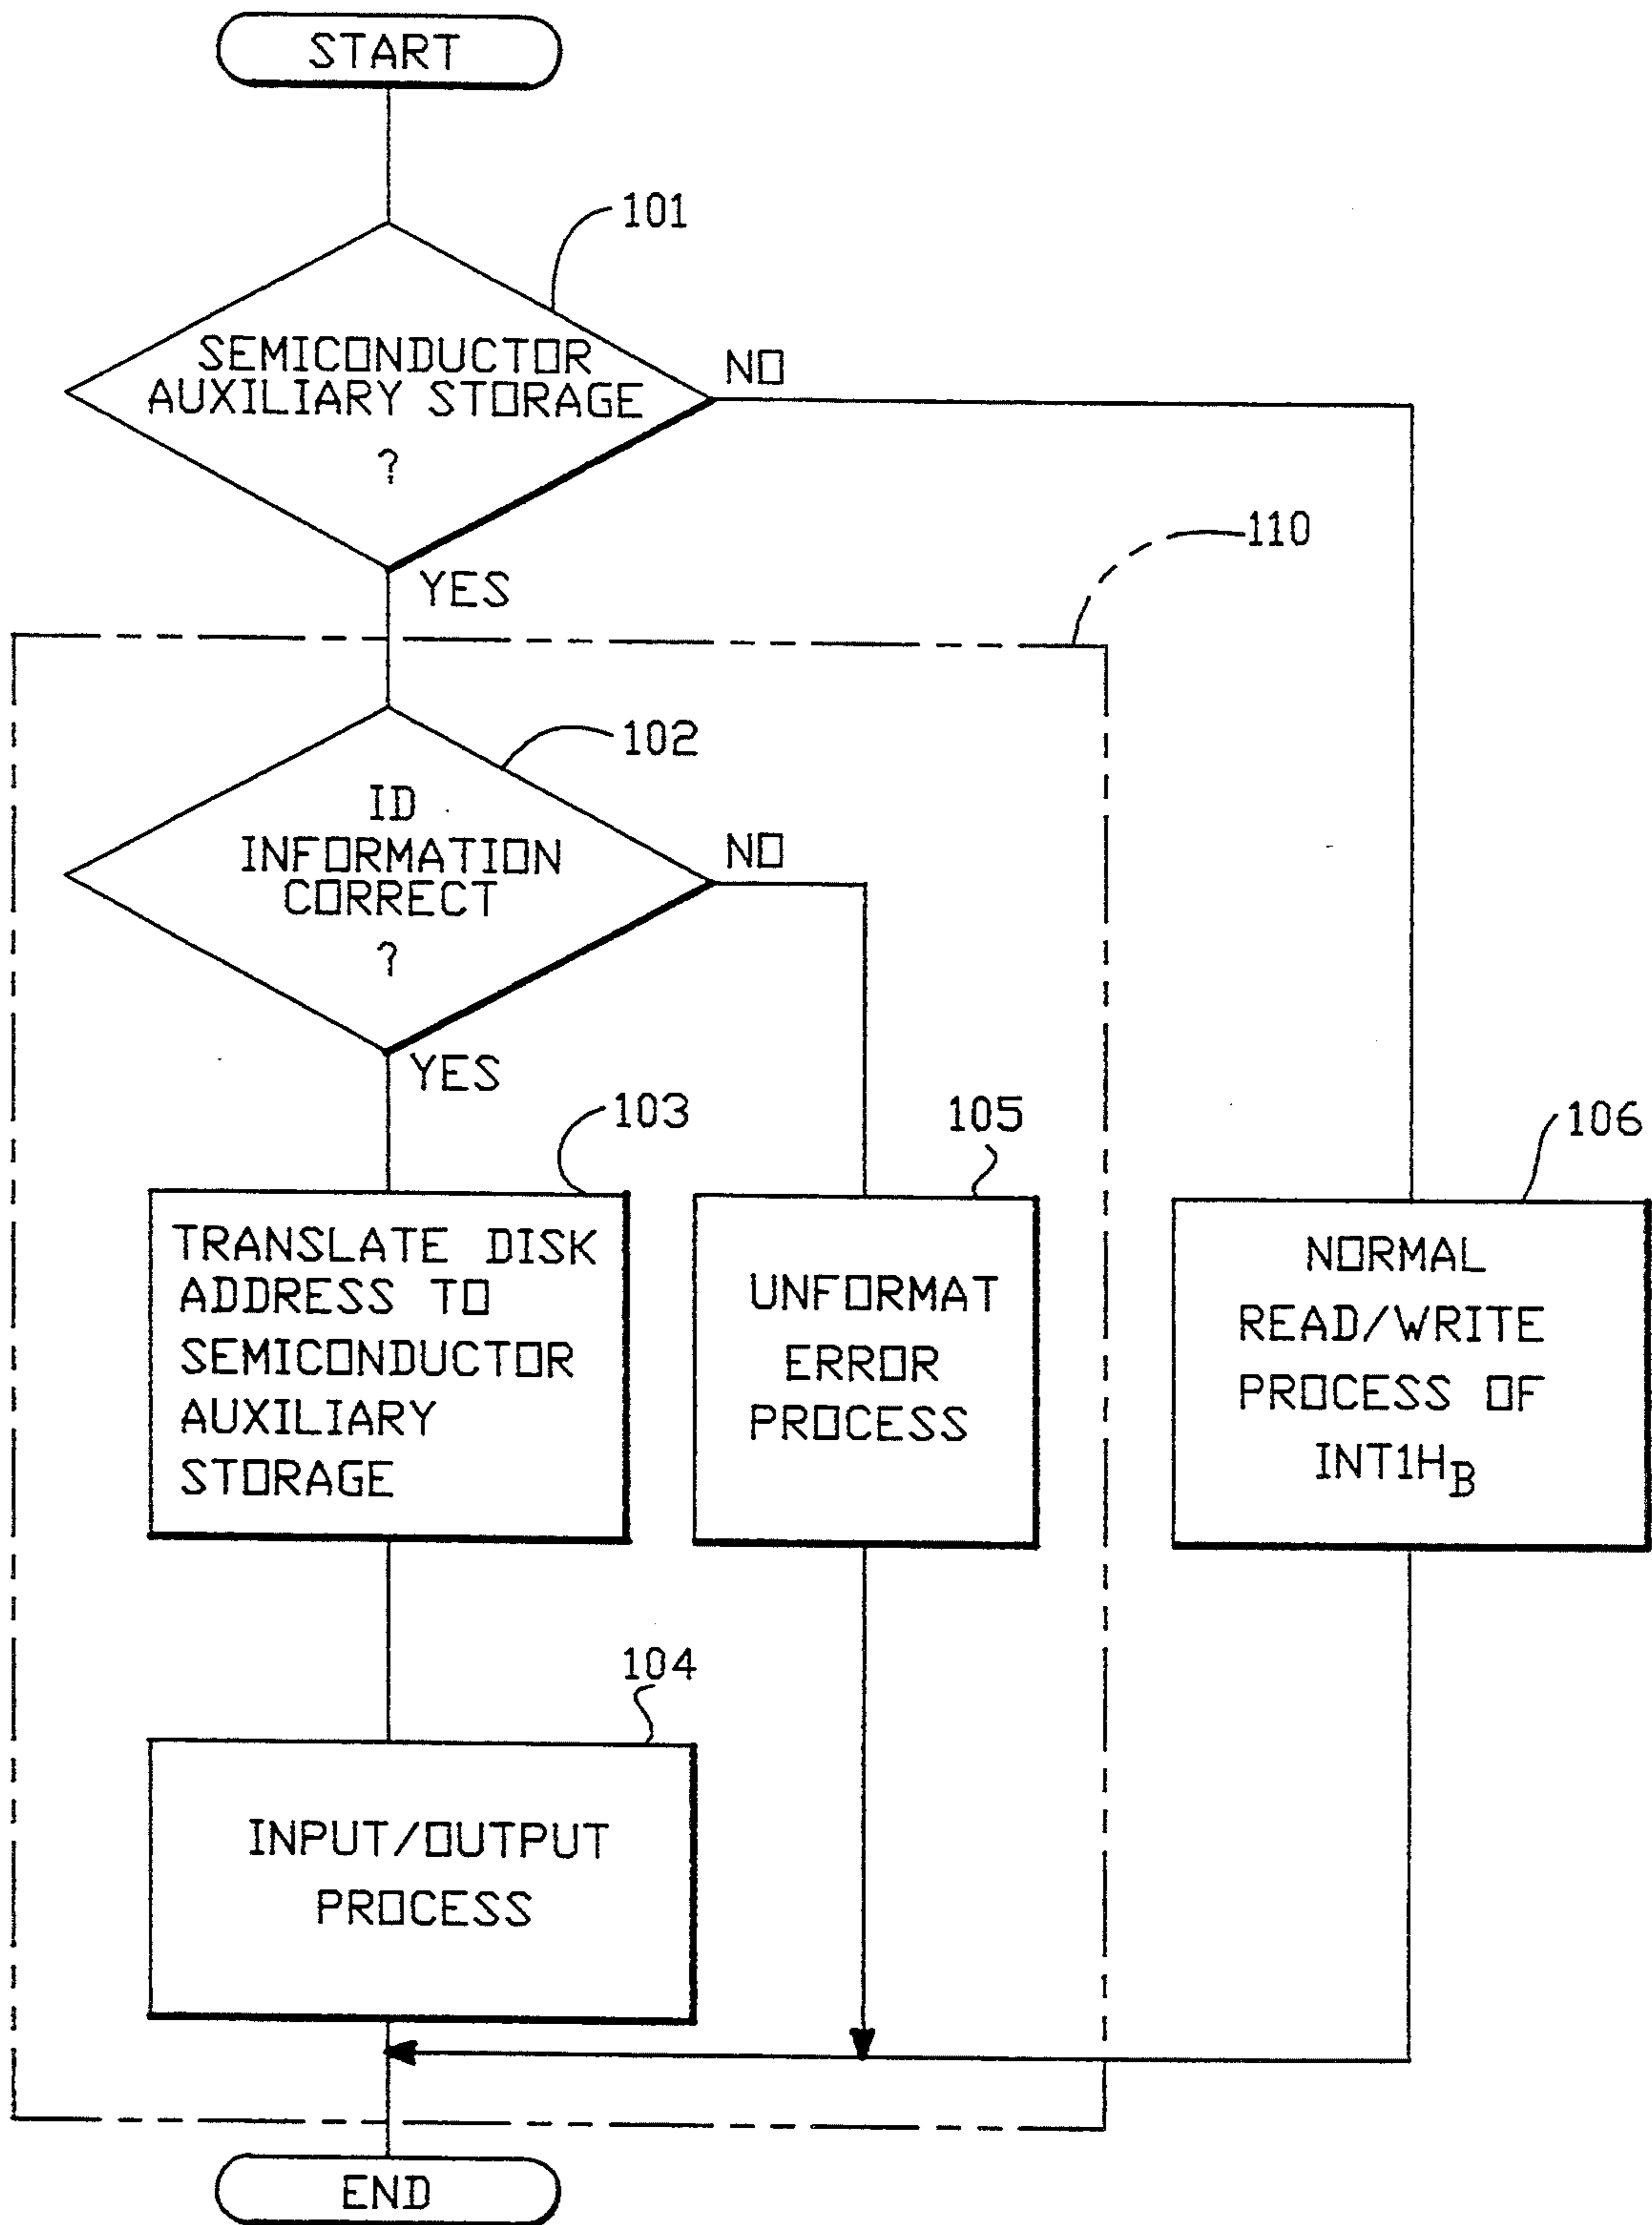 START
101
SEMICONDUCTOR
AUXILIARY STORAGE
?
NO
YES
110
102
ID
INFORMATION
CORRECT
?
NO
YES
103
TRANSLATE DISK
ADDRESS TO
SEMICONDUCTOR
AUXILIARY
STORAGE
105
UNFORMAT
ERROR
PROCESS
106
NORMAL
READ/WRITE
PROCESS OF
INT1H_B
104
INPUT/OUTPUT
PROCESS
END